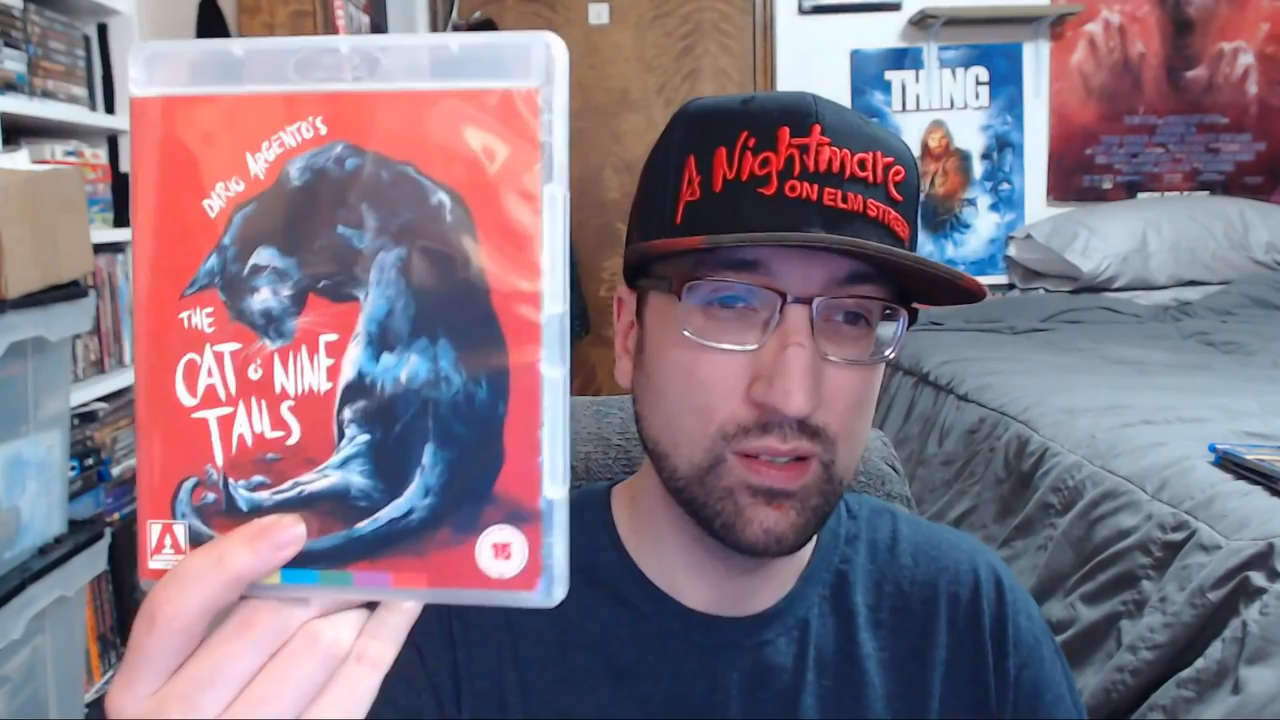 DARIO ARGENTO'S
THE
CAT O' NINE
TAILS
15
A Nightmare
ON ELM STREET
THING